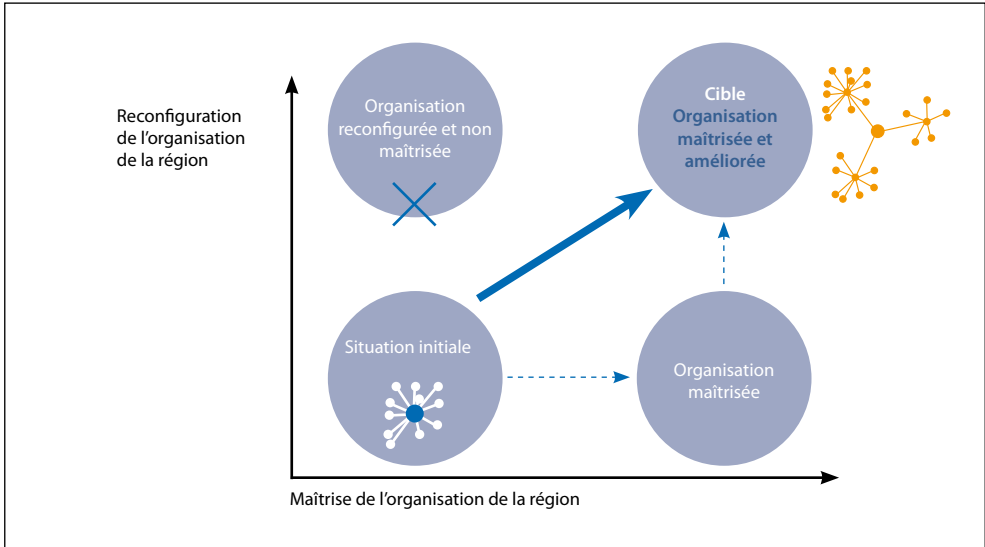 Reconfiguration
de l’organisation
de la région
Organisation
reconfigurée et non
maîtrisée
Cible
Organisation
maîtrisée et
améliorée
Situation initiale
Organisation
maîtrisée
Maîtrise de l’organisation de la région